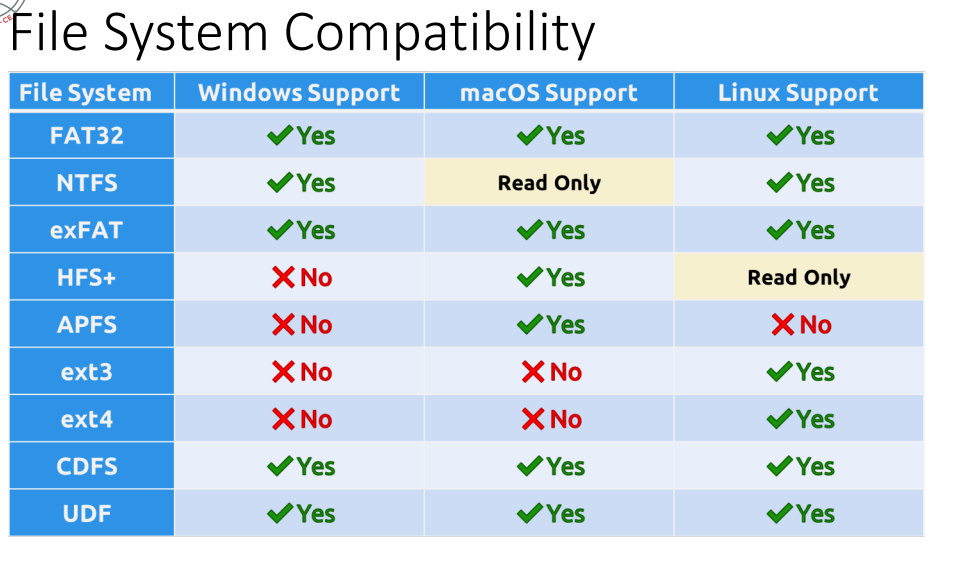 File System Compatibility
File System Windows Support macOS Support Linux Support
FAT32 Yes Yes Yes
NTFS Yes Read Only Yes
exFAT Yes Yes Yes
HFS+ No Yes Read Only
APFS No Yes No
ext3 No No Yes
ext4 No No Yes
CDFS Yes Yes Yes
UDF Yes Yes Yes